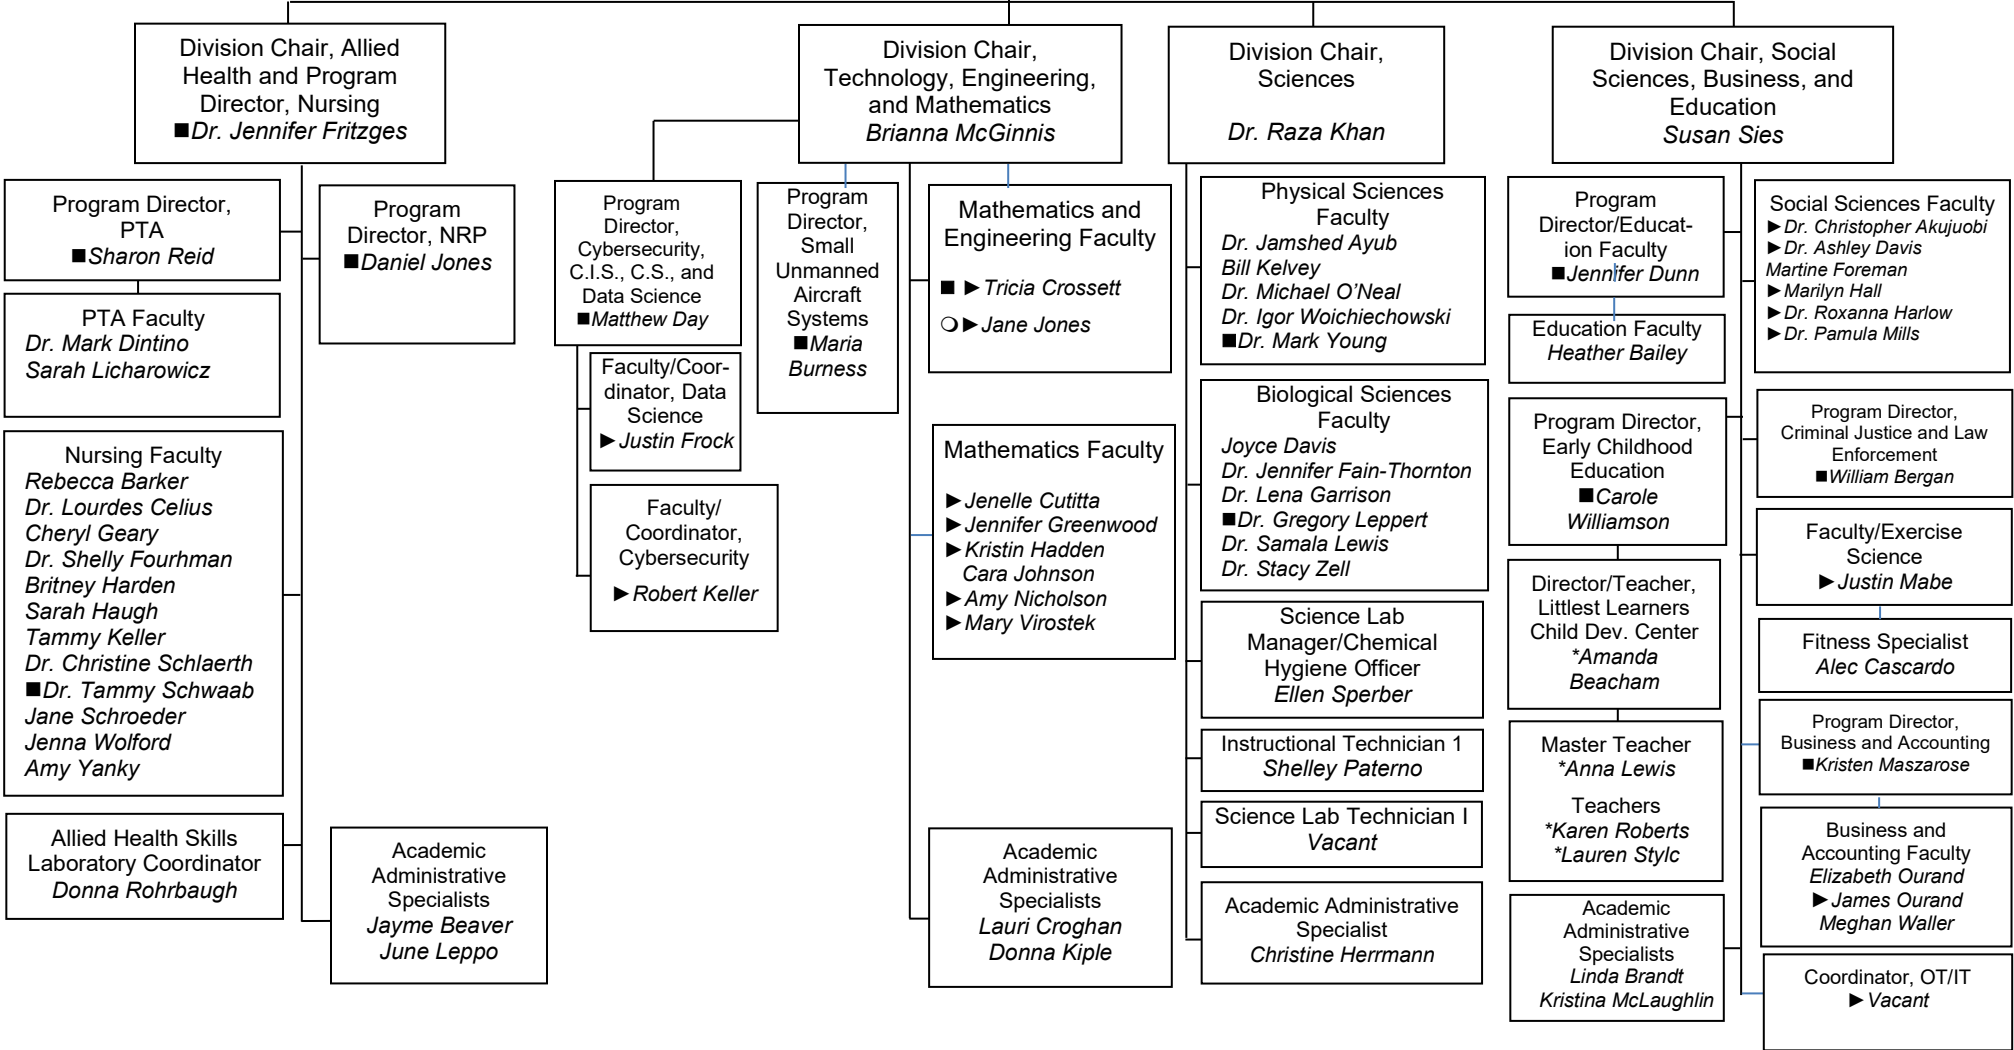 Division Chair, Allied
Health and Program
Director, Nursing
■Dr. Jennifer Fritzges
Program Director,
PTA
■Sharon Reid
Program
Director, NRP
■Daniel Jones
PTA Faculty
Dr. Mark Dintino
Sarah Licharowicz
Nursing Faculty
Rebecca Barker
Dr. Lourdes Celius
Cheryl Geary
Dr. Shelly Fourhman
Britney Harden
Sarah Haugh
Tammy Keller
Dr. Christine Schlaerth
■Dr. Tammy Schwaab
Jane Schroeder
Jenna Wolford
Amy Yanky
Allied Health Skills
Laboratory Coordinator
Donna Rohrbaugh
Academic
Administrative
Specialists
Jayme Beaver
June Leppo
Division Chair,
Technology, Engineering,
and Mathematics
Brianna McGinnis
Program
Director,
Cybersecurity,
C.I.S., C.S., and
Data Science
■Matthew Day
Faculty/Coor-
dinator, Data
Science
►Justin Frock
Faculty/
Coordinator,
Cybersecurity
►Robert Keller
Program
Director,
Small
Unmanned
Aircraft
Systems
■Maria
Burness
Mathematics and
Engineering Faculty
■ ►Tricia Crossett
❍►Jane Jones
Mathematics Faculty
►Jenelle Cutitta
►Jennifer Greenwood
►Kristin Hadden
Cara Johnson
►Amy Nicholson
►Mary Virostek
Academic
Administrative
Specialists
Lauri Croghan
Donna Kiple
Division Chair,
Sciences
Dr. Raza Khan
Physical Sciences
Faculty
Dr. Jamshed Ayub
Bill Kelvey
Dr. Michael O’Neal
Dr. Igor Woichiechowski
■Dr. Mark Young
Biological Sciences
Faculty
Joyce Davis
Dr. Jennifer Fain-Thornton
Dr. Lena Garrison
■Dr. Gregory Leppert
Dr. Samala Lewis
Dr. Stacy Zell
Science Lab
Manager/Chemical
Hygiene Officer
Ellen Sperber
Instructional Technician 1
Shelley Paterno
Science Lab Technician I
Vacant
Academic Administrative
Specialist
Christine Herrmann
Division Chair, Social
Sciences, Business, and
Education
Susan Sies
Program
Director/Educat-
ion Faculty
■Jennifer Dunn
Education Faculty
Heather Bailey
Program Director,
Early Childhood
Education
■Carole
Williamson
Director/Teacher,
Littlest Learners
Child Dev. Center
*Amanda
Beacham
Master Teacher
*Anna Lewis
Teachers
*Karen Roberts
*Lauren Stylc
Academic
Administrative
Specialists
Linda Brandt
Kristina McLaughlin
Social Sciences Faculty
►Dr. Christopher Akujuobi
►Dr. Ashley Davis
Martine Foreman
►Marilyn Hall
►Dr. Roxanna Harlow
►Dr. Pamula Mills
Program Director,
Criminal Justice and Law
Enforcement
■William Bergan
Faculty/Exercise
Science
►Justin Mabe
Fitness Specialist
Alec Cascardo
Program Director,
Business and Accounting
■Kristen Maszarose
Business and
Accounting Faculty
Elizabeth Ourand
►James Ourand
Meghan Waller
Coordinator, OT/IT
►Vacant